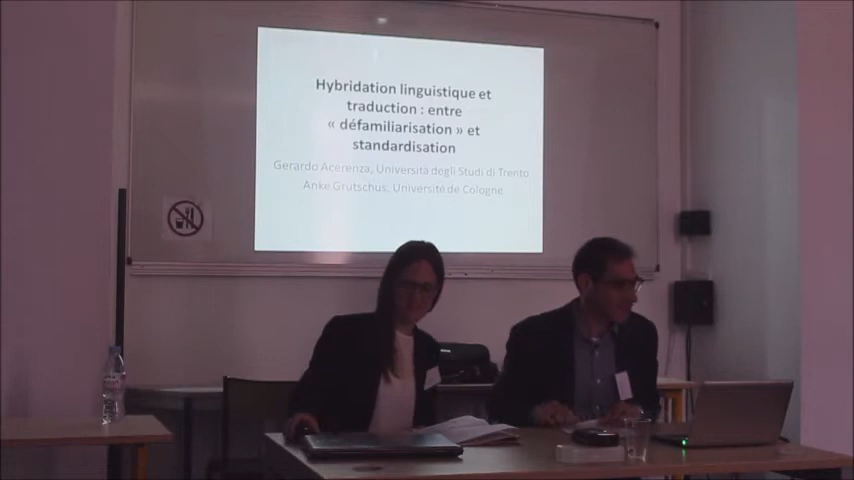 Hybridation linguistique et
traduction : entre
« défamiliarisation » et
standardisation
Gerardo Acerenza, Università degli Studi di Trento
Anke Grutschus, Université de Cologne